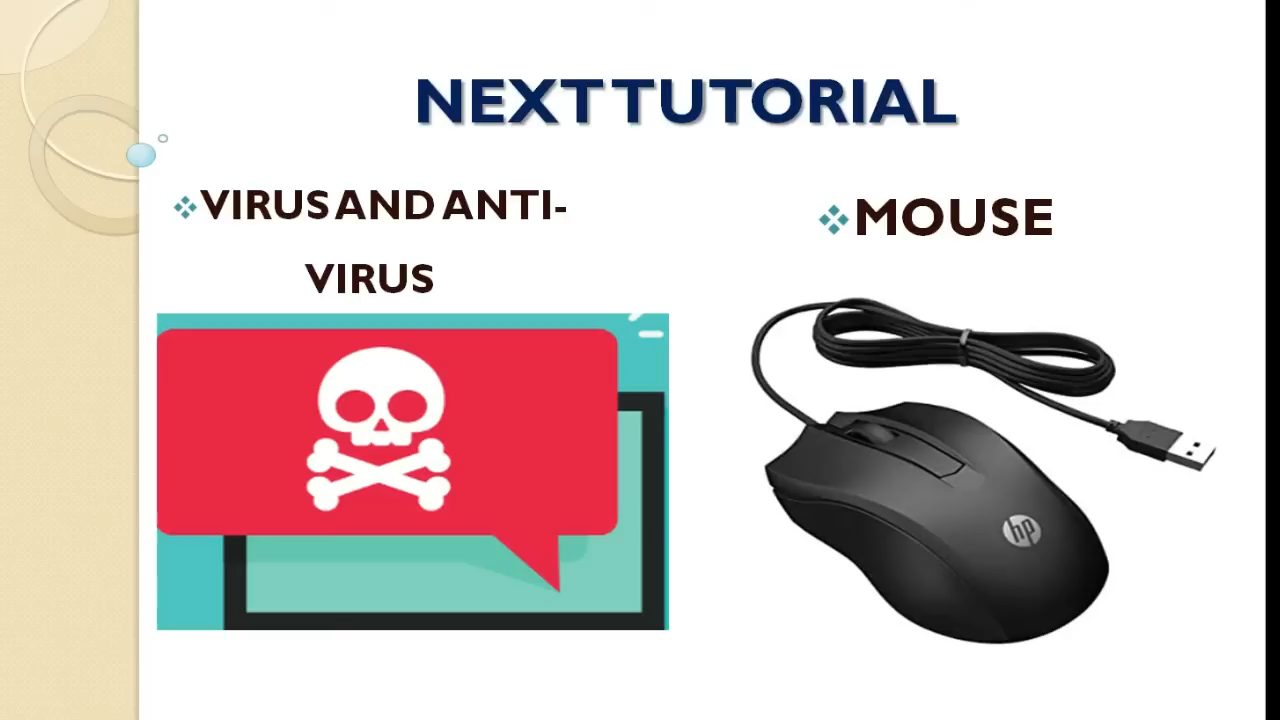 NEXT TUTORIAL
VIRUS AND ANTI-
VIRUS
MOUSE
hp